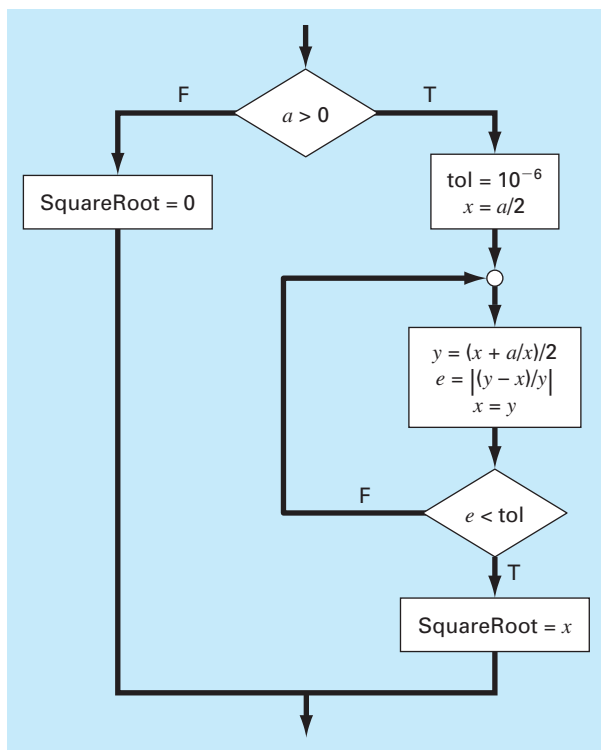 F
T
a > 0
SquareRoot = 0
tol = 10⁻⁶
x = a/2
y = (x + a/x)/2
e = |(y − x)/y|
x = y
F
e < tol
T
SquareRoot = x